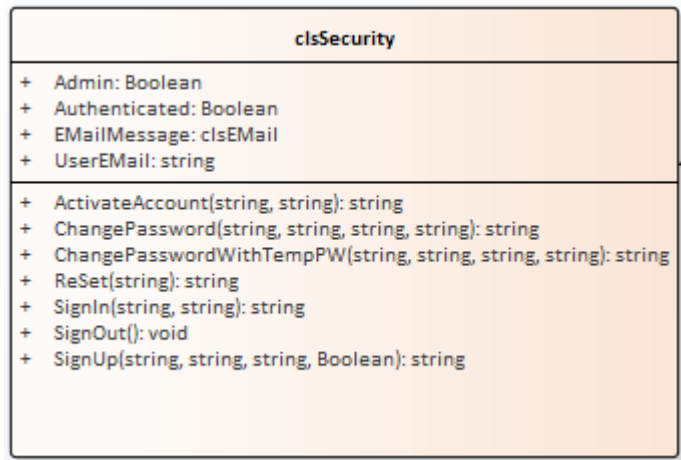 clsSecurity
+ Admin: Boolean
+ Authenticated: Boolean
+ EMailMessage: clsEMail
+ UserEMail: string
+ ActivateAccount(string, string): string
+ ChangePassword(string, string, string, string): string
+ ChangePasswordWithTempPW(string, string, string, string): string
+ ReSet(string): string
+ SignIn(string, string): string
+ SignOut(): void
+ SignUp(string, string, string, Boolean): string